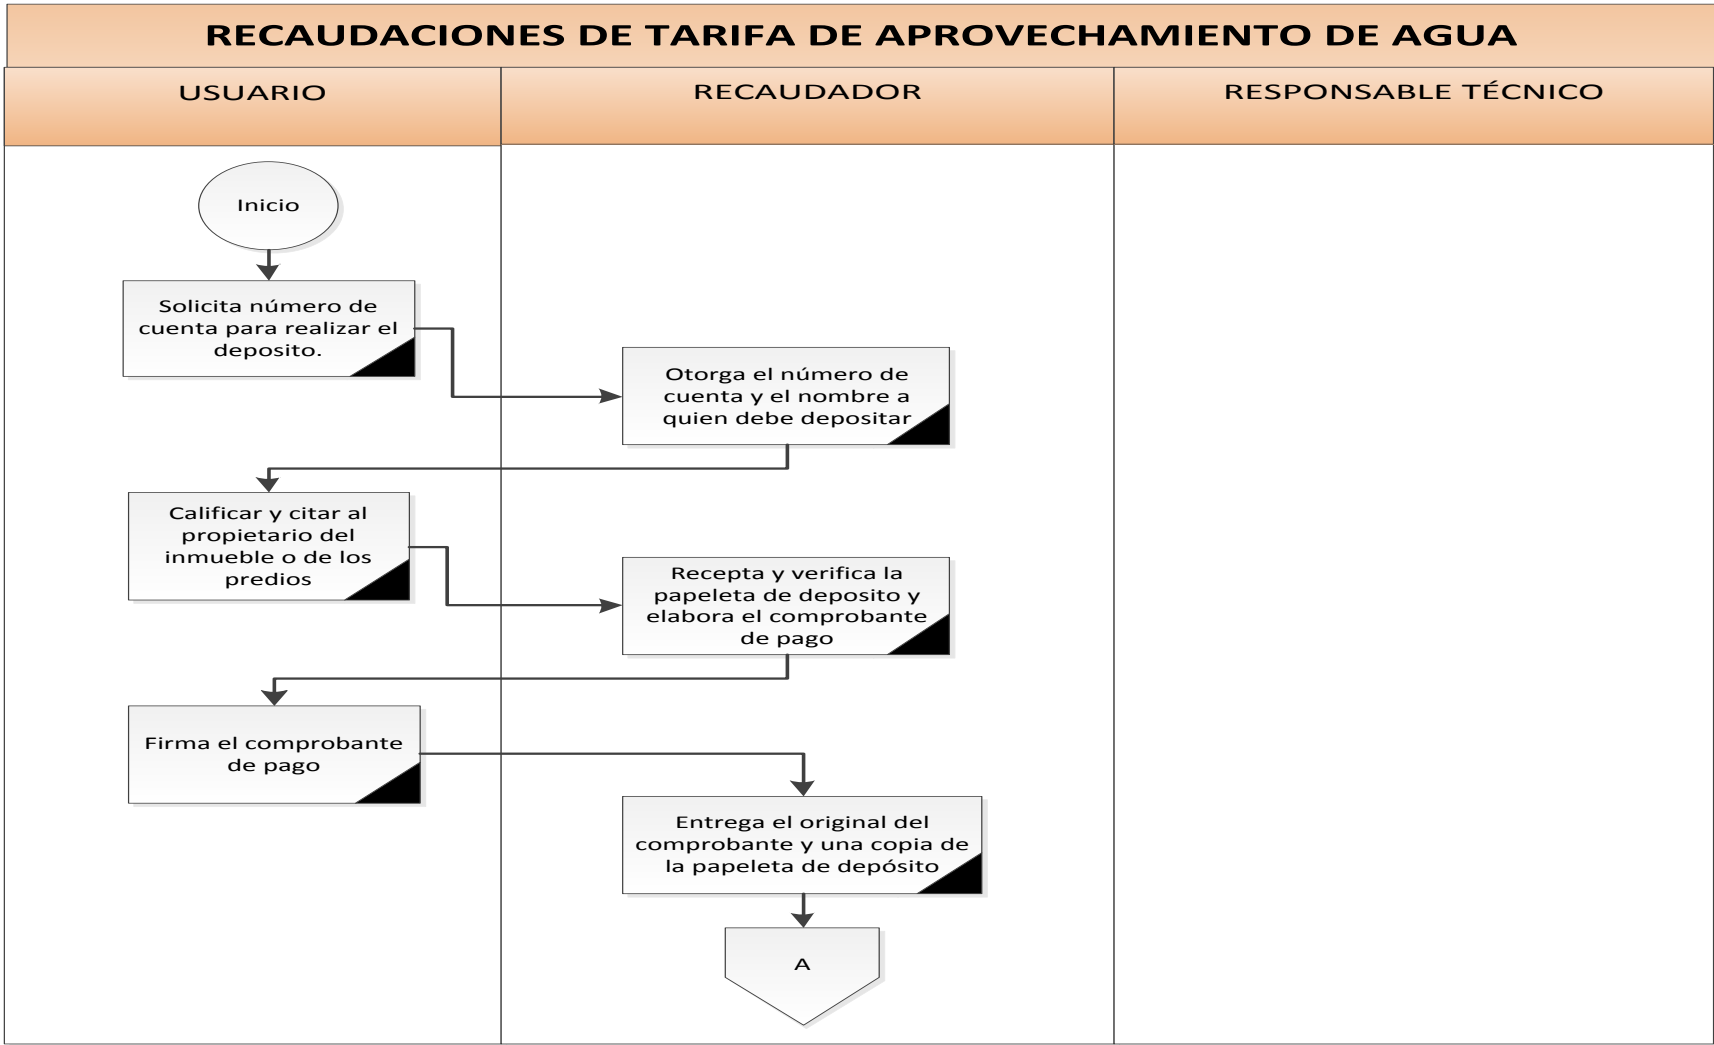 RECAUDACIONES DE TARIFA DE APROVECHAMIENTO DE AGUA
USUARIO
RECAUDADOR
RESPONSABLE TÉCNICO
Inicio
Solicita número de
cuenta para realizar el
deposito.
Otorga el número de
cuenta y el nombre a
quien debe depositar
Calificar y citar al
propietario del
inmueble o de los
predios
Recepta y verifica la
papeleta de deposito y
elabora el comprobante
de pago
Firma el comprobante
de pago
Entrega el original del
comprobante y una copia de
la papeleta de depósito
A